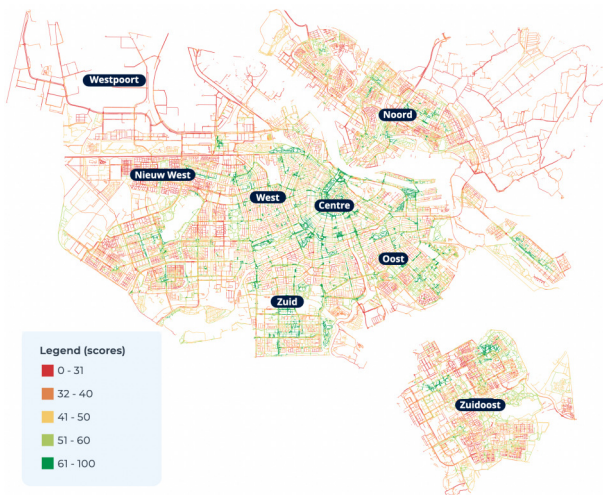 Westpoort
Noord
Nieuw West
West
Centre
Oost
Zuid
Legend (scores)
0 - 31
32 - 40
41 - 50
51 - 60
61 - 100
Zuidoost